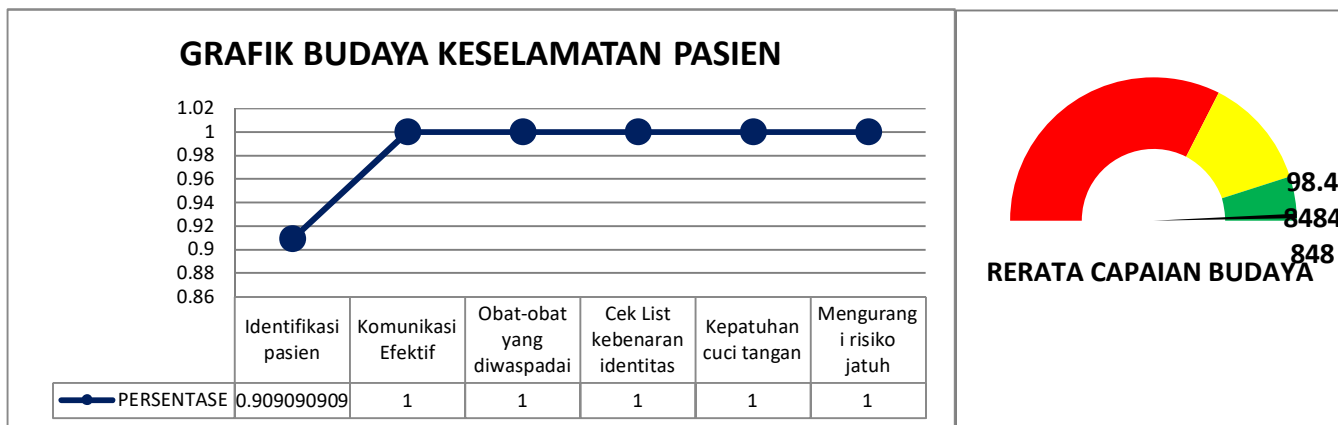 GRAFIK BUDAYA KESELAMATAN PASIEN
1.02
1
0.98
0.96
0.94
0.92
0.9
0.88
0.86
Identifikasi
pasien
Komunikasi
Efektif
Obat-obat
yang
diwaspadai
Cek List
kebenaran
identitas
Kepatuhan
cuci tangan
Mengurang
i risiko
jatuh
PERSENTASE 0.909090909 1 1 1 1 1
98.4
8484
848
RERATA CAPAIAN BUDAYA